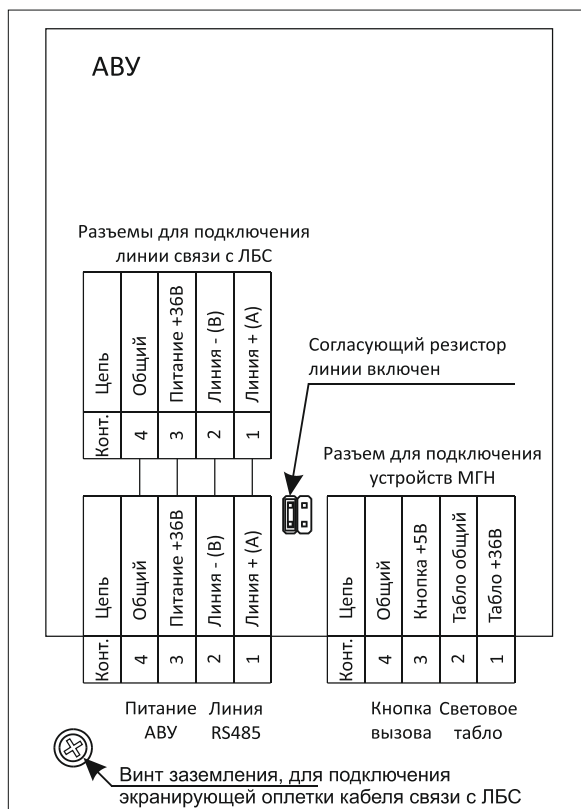 АВУ
Разъемы для подключения
линии связи с ЛБС
Цепь
Общий
Питание +36В
Линия - (В)
Линия + (А)
Конт.
4
3
2
1
Согласующий резистор
линии включен
Разъем для подключения
устройств МГН
Цепь
Общий
Питание +36В
Линия - (В)
Линия + (А)
Конт.
4
3
2
1
Цепь
Общий
Кнопка +5В
Табло общий
Табло +36В
Конт.
4
3
2
1
Питание
АВУ
Линия
RS485
Кнопка
вызова
Световое
табло
Винт заземления, для подключения
экранирующей оплетки кабеля связи с ЛБС